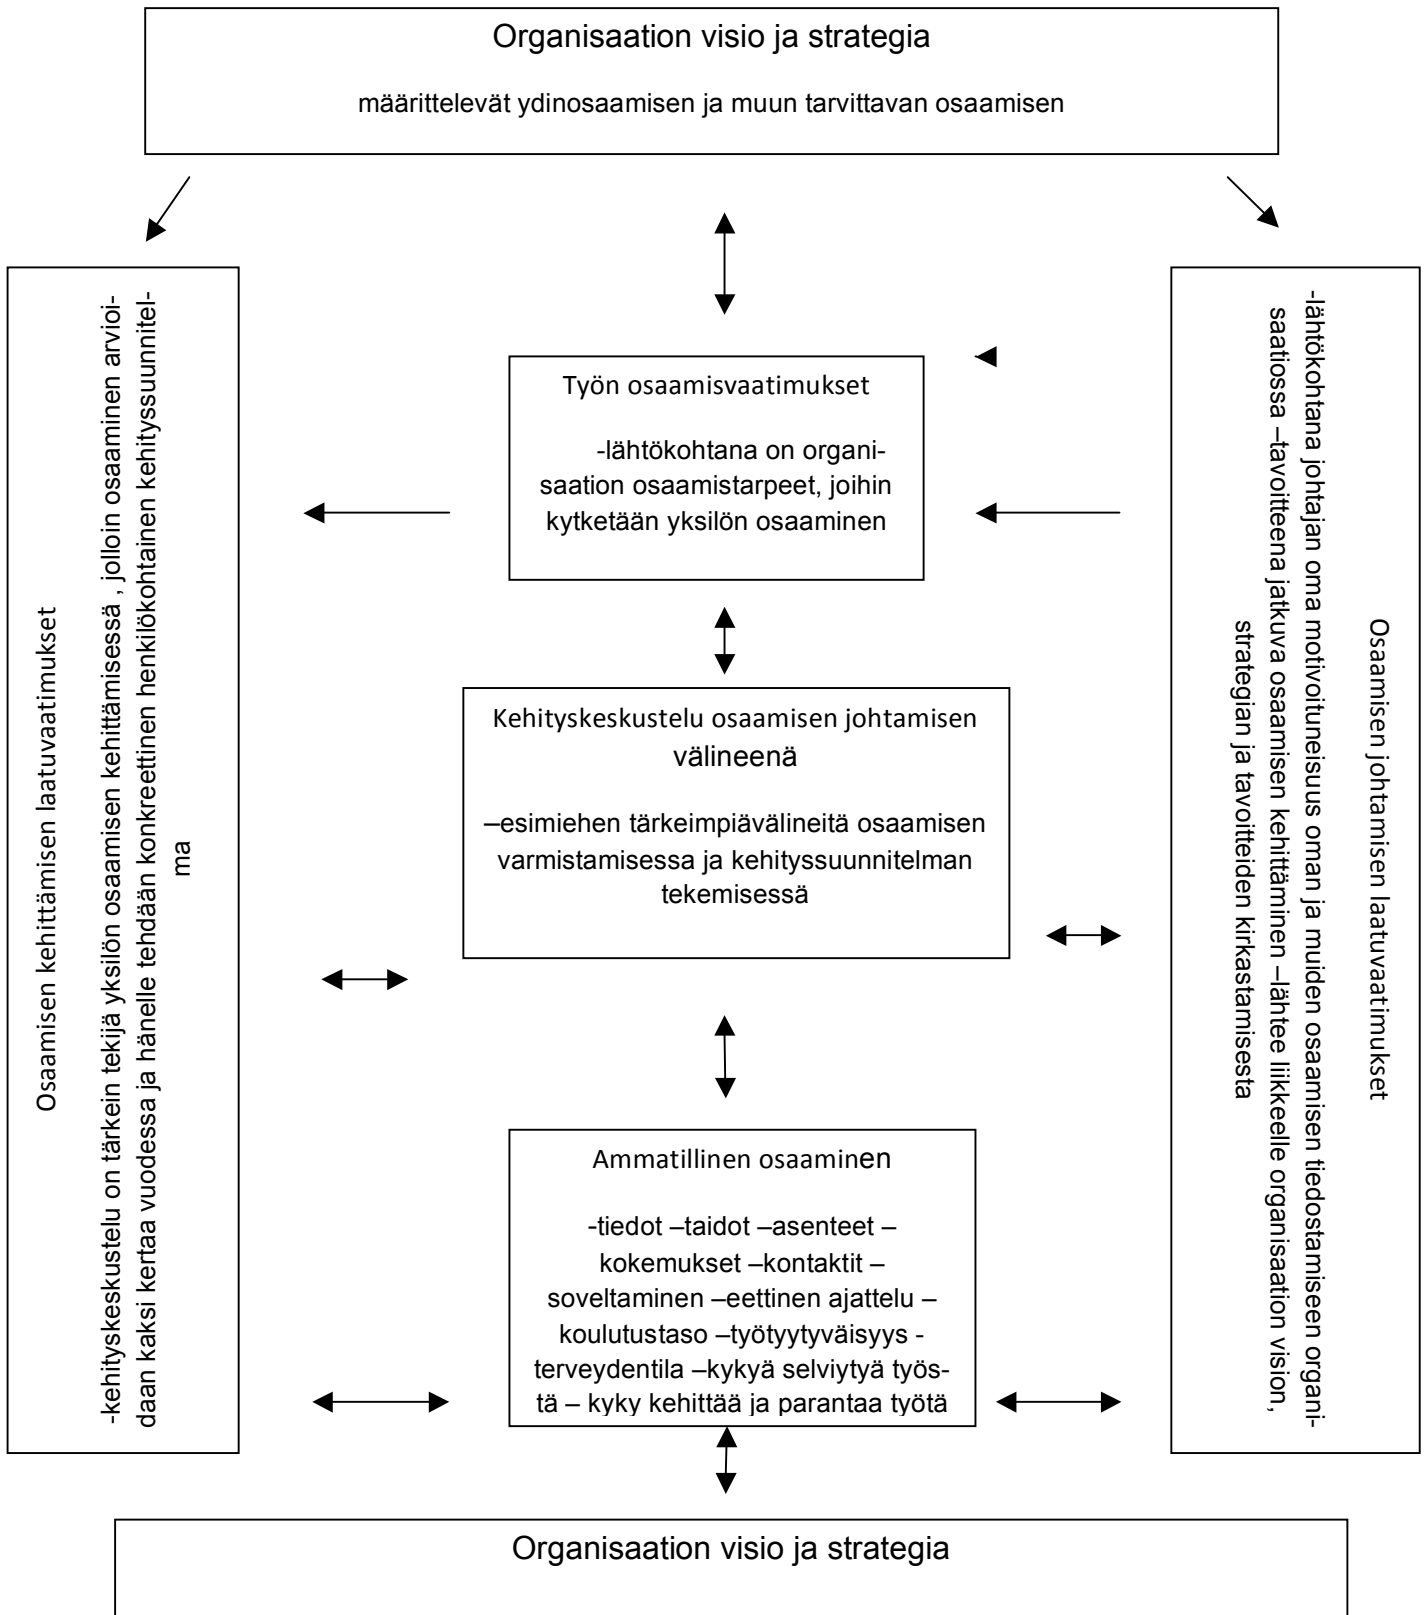 Organisaation visio ja strategia
määrittelevät ydinosaamisen ja muun tarvittavan osaamisen
Osaamisen kehittämisen laatuvaatimukset
-kehityskeskustelu on tärkein tekijä yksilön osaamisen kehittämisessä , jolloin osaaminen arvioi-
daan kaksi kertaa vuodessa ja hänelle tehdään konkreettinen henkilökohtainen kehityssuunnitel-
ma
Työn osaamisvaatimukset
-lähtökohtana on organi-
saation osaamistarpeet, joihin
kytketään yksilön osaaminen
Kehityskeskustelu osaamisen johtamisen
välineenä
–esimiehen tärkeimpiävälineitä osaamisen
varmistamisessa ja kehityssuunnitelman
tekemisessä
Ammatillinen osaaminen
-tiedot –taidot –asenteet –
kokemukset –kontaktit –
soveltaminen –eettinen ajattelu –
koulutustaso –työtyytyväisyys -
terveydentila –kykyä selviytyä työs-
tä – kyky kehittää ja parantaa työtä
Osaamisen johtamisen laatuvaatimukset
-lähtökohtana johtajan oma motivoituneisuus oman ja muiden osaamisen tiedostamiseen organi-
saatiossa –tavoitteena jatkuva osaamisen kehittäminen –lähtee liikkeelle organisaation vision,
strategian ja tavoitteiden kirkastamisesta
Organisaation visio ja strategia